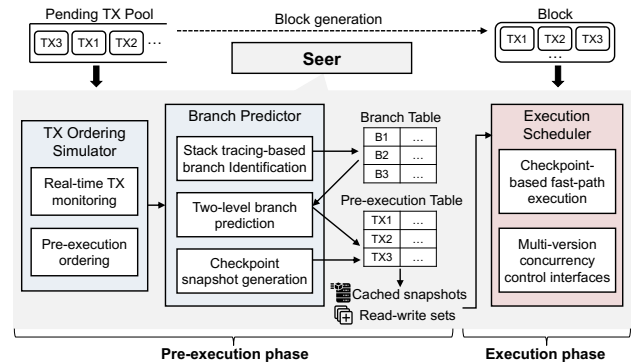 Pending TX Pool
TX3 TX1 TX2 ...
Block generation
Block
TX1 TX2 TX3
...
Seer
TX Ordering
Simulator
Real-time TX
monitoring
Pre-execution
ordering
Branch Predictor
Stack tracing-based
branch Identification
Two-level branch
prediction
Checkpoint
snapshot generation
Branch Table
B1 ...
B2 ...
B3 ...
Pre-execution Table
TX1 ...
TX2 ...
TX3 ...
Cached snapshots
Read-write sets
Execution
Scheduler
Checkpoint-
based fast-path
execution
Multi-version
concurrency
control interfaces
Pre-execution phase
Execution phase